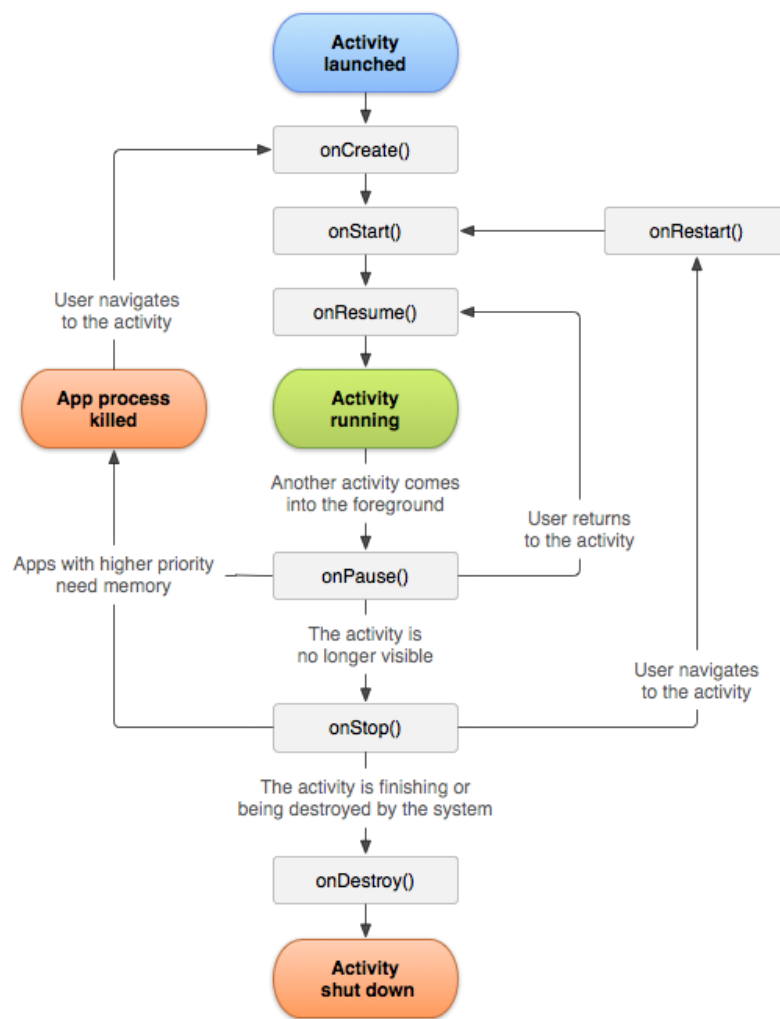 Activity
launched
onCreate()
onStart()
onRestart()
User navigates
to the activity
onResume()
App process
killed
Activity
running
Another activity comes
into the foreground
User returns
to the activity
Apps with higher priority
need memory
onPause()
The activity is
no longer visible
User navigates
to the activity
onStop()
The activity is finishing or
being destroyed by the system
onDestroy()
Activity
shut down